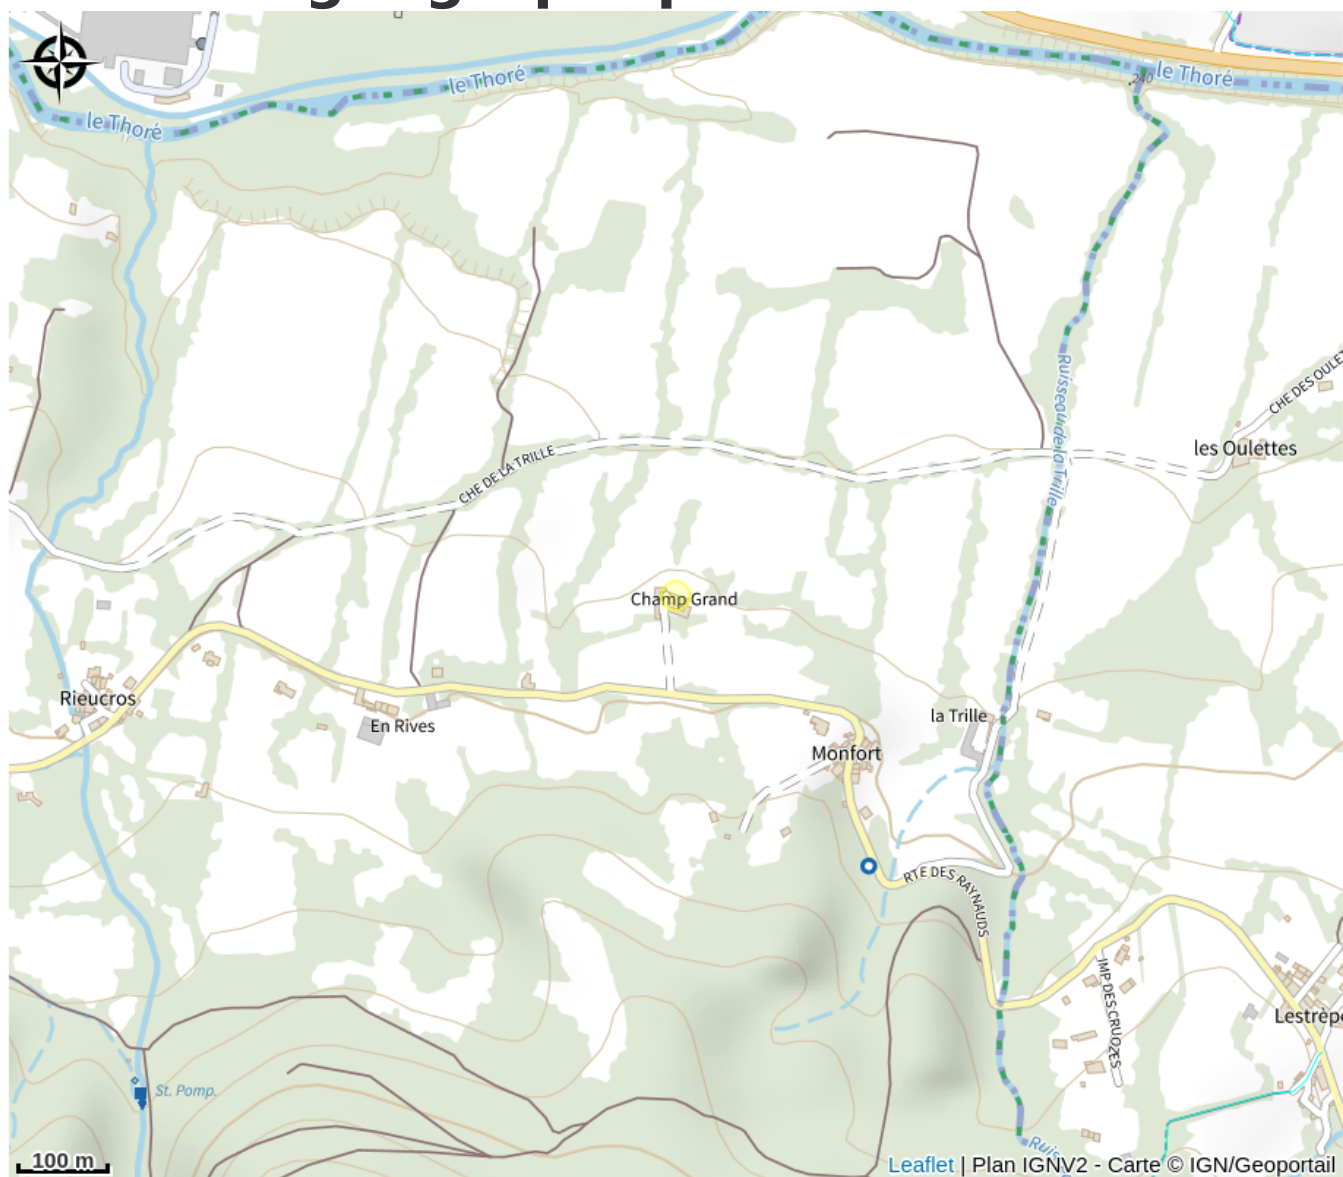 le Thoré
le Thoré
le Thoré
240
Ruisseau de la Trille
CHE DES OULET
les Oulettes
CHE DE LA TRILLE
Champ Grand
Rieucros
En Rives
la Trille
Monfort
RTE DES RAYNAUDS
IMP DES CRUOZES
Lestrèpe
St. Pomp.
Ruis
100 m
Leaflet | Plan IGNV2 - Carte © IGN/Geoportail